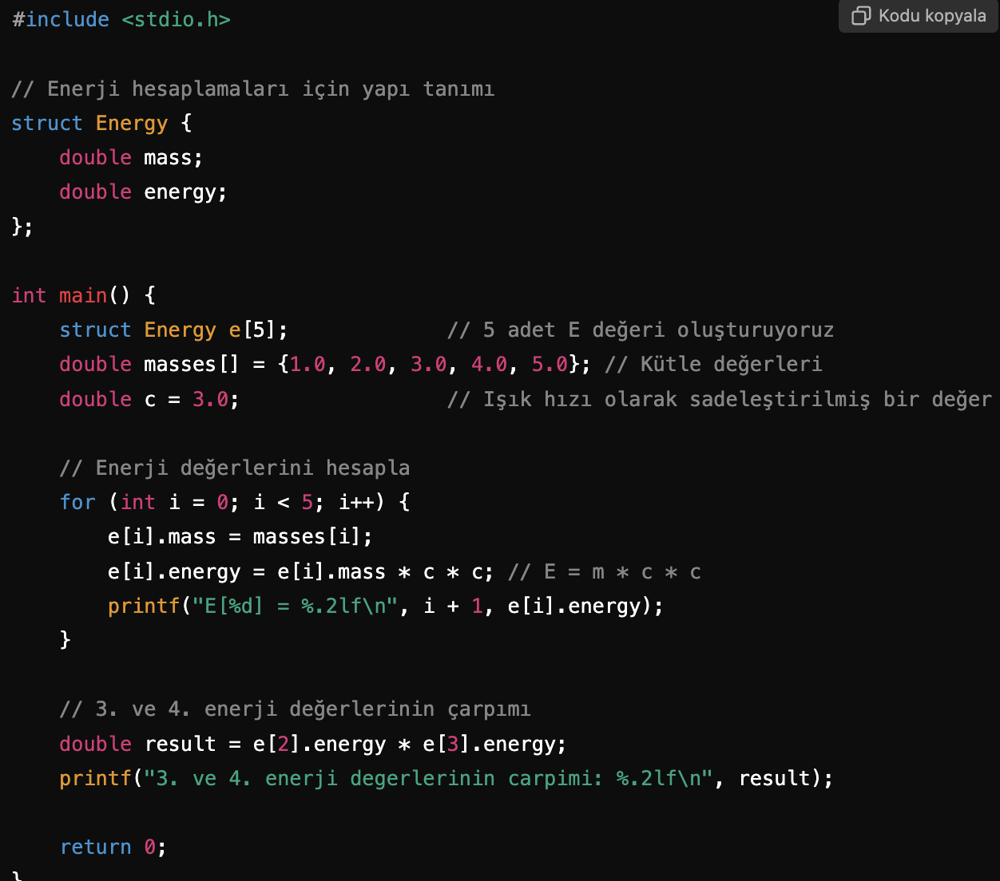 #include <stdio.h>
Kodu kopyala
// Enerji hesaplamaları için yapı tanımı
struct Energy {
    double mass;
    double energy;
};
int main() {
    struct Energy e[5];             // 5 adet E değeri oluşturuyoruz
    double masses[] = {1.0, 2.0, 3.0, 4.0, 5.0}; // Kütle değerleri
    double c = 3.0;                 // Işık hızı olarak sadeleştirilmiş bir değer
    // Enerji değerlerini hesapla
    for (int i = 0; i < 5; i++) {
        e[i].mass = masses[i];
        e[i].energy = e[i].mass * c * c; // E = m * c * c
        printf("E[%d] = %.2lf\n", i + 1, e[i].energy);
    }
    // 3. ve 4. enerji değerlerinin çarpımı
    double result = e[2].energy * e[3].energy;
    printf("3. ve 4. enerji degerlerinin carpimi: %.2lf\n", result);
    return 0;
}